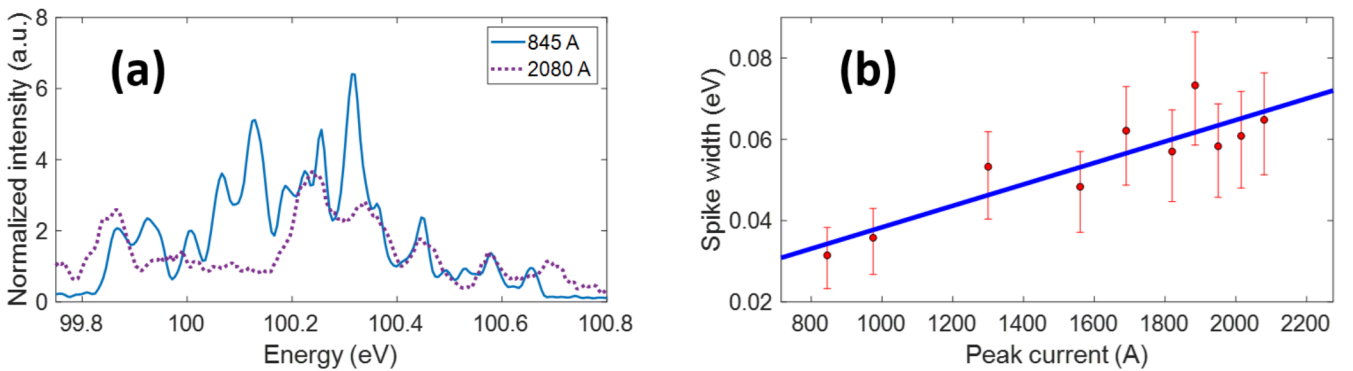 (a)
845 A
2080 A
Normalized intensity (a.u.)
8
6
4
2
0
99.8
100
100.2
100.4
100.6
100.8
Energy (eV)
(b)
Spike width (eV)
0.08
0.06
0.04
0.02
800
1000
1200
1400
1600
1800
2000
2200
Peak current (A)